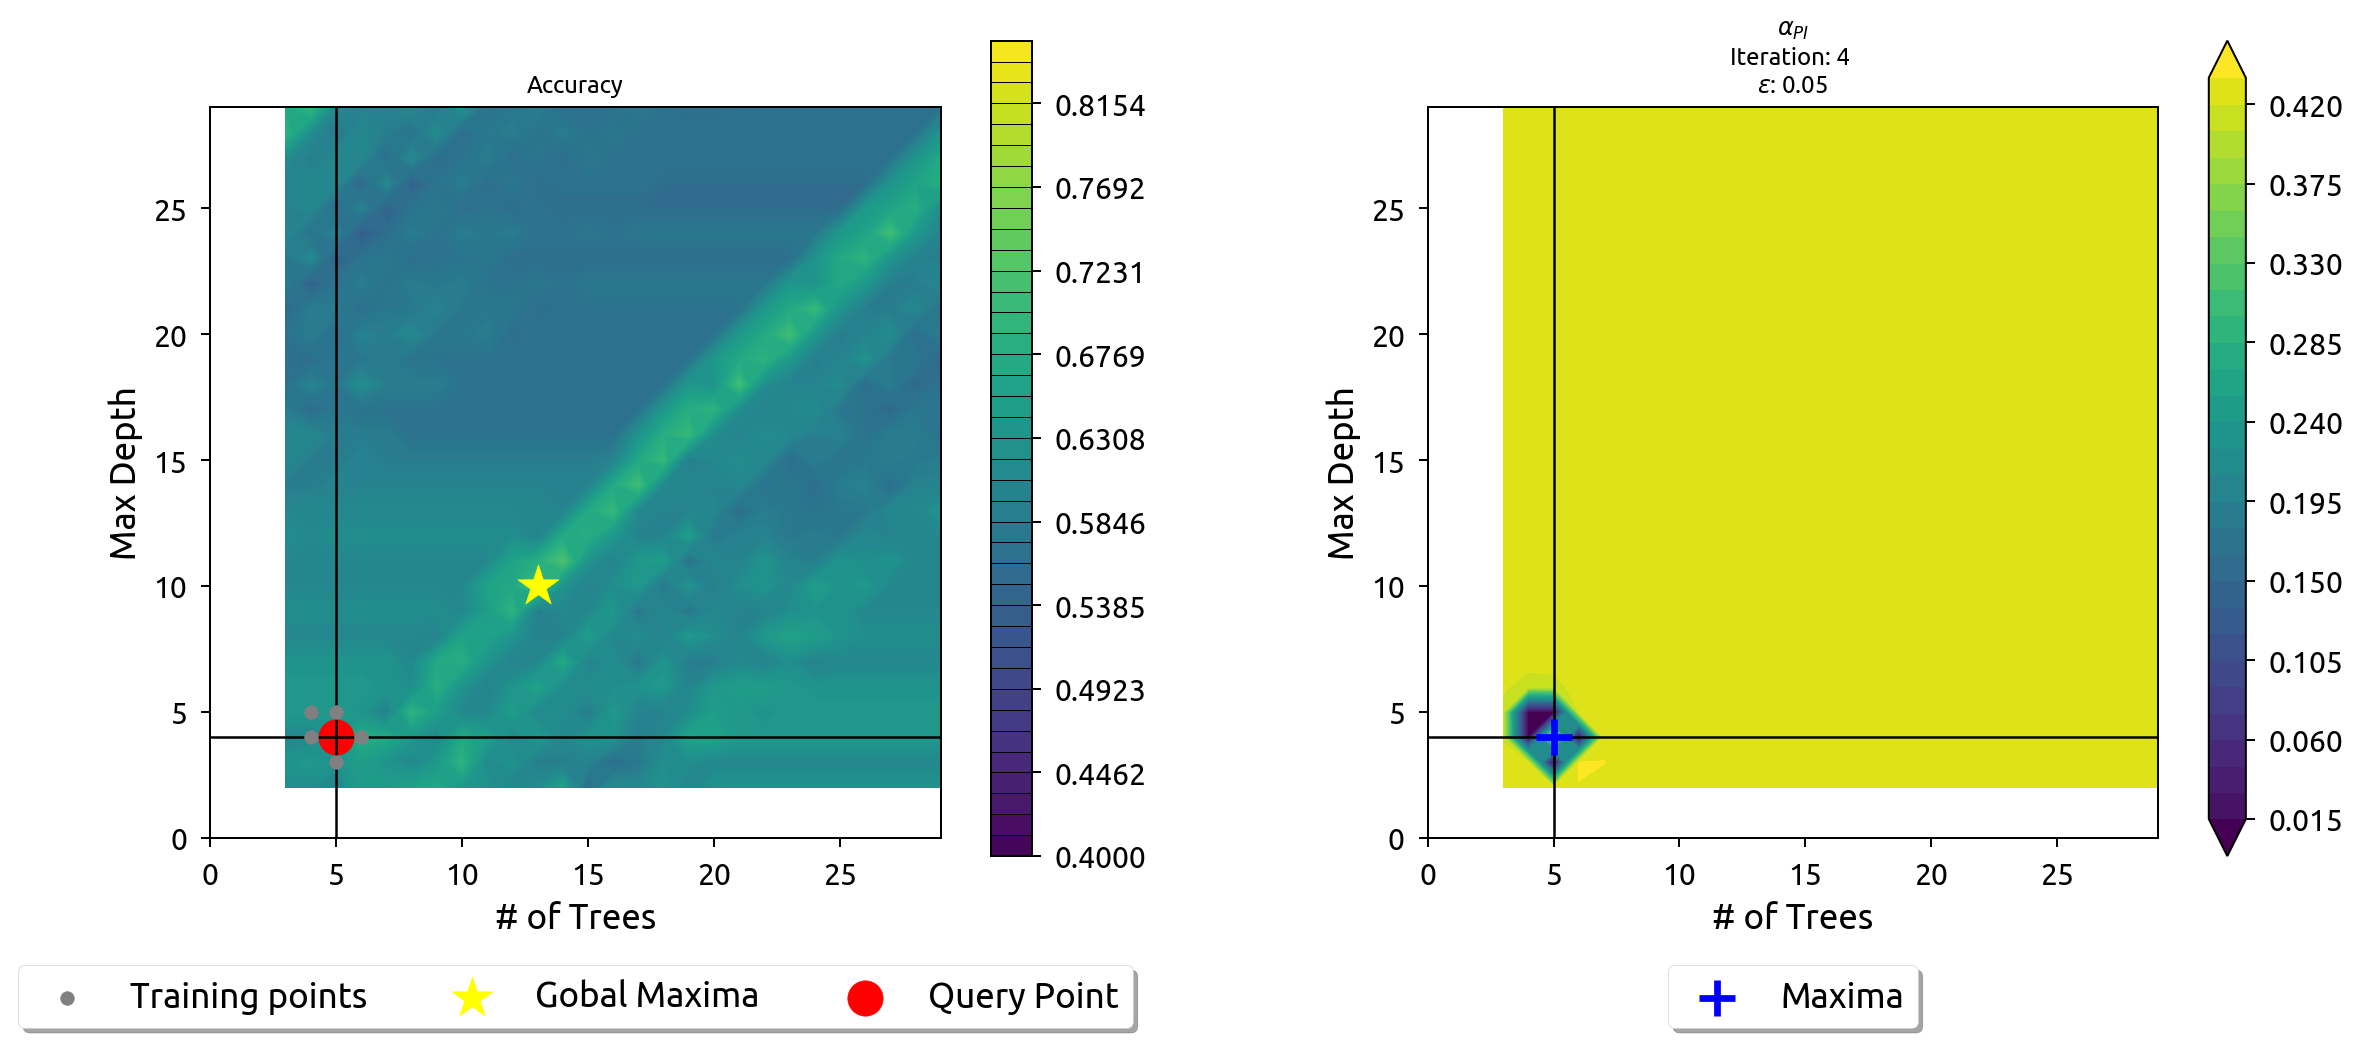 Accuracy
0.8154
0.7692
0.7231
0.6769
0.6308
0.5846
0.5385
0.4923
0.4462
0.4000
25
20
15
10
5
0
Max Depth
0 5 10 15 20 25
# of Trees
Training points Gobal Maxima Query Point
α_PI
Iteration: 4
ε: 0.05
0.420
0.375
0.330
0.285
0.240
0.195
0.150
0.105
0.060
0.015
25
20
15
10
5
0
Max Depth
0 5 10 15 20 25
# of Trees
Maxima